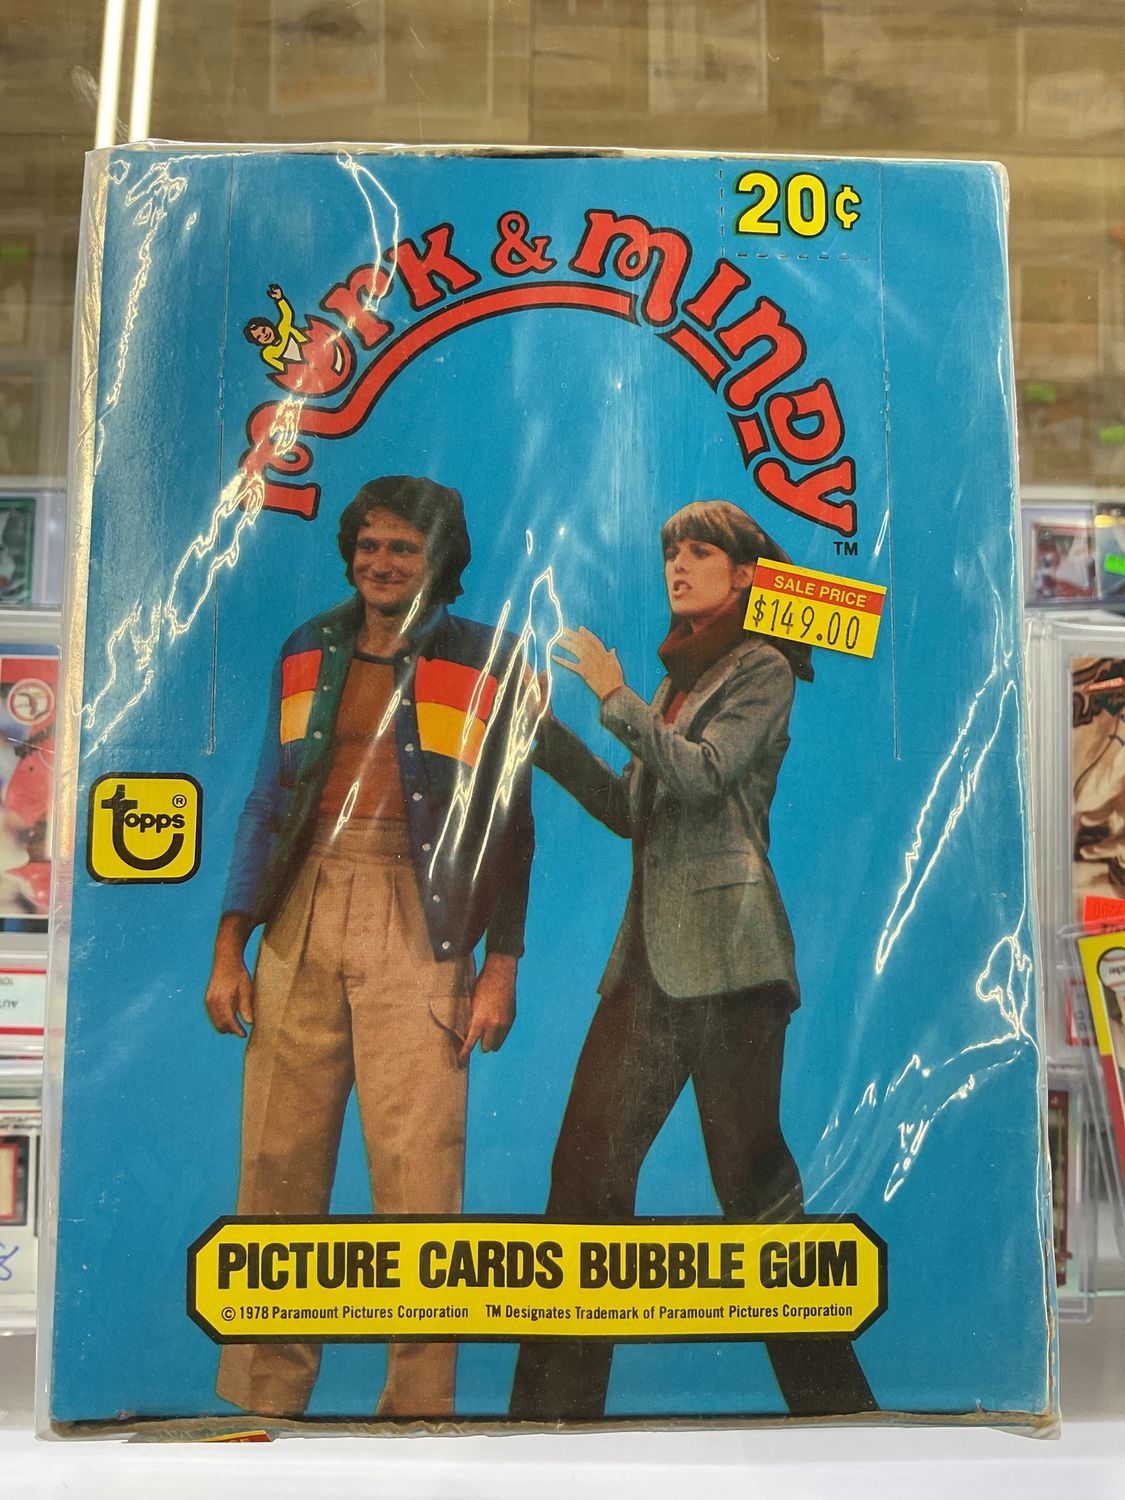 20¢
mork & mindy
TM
SALE PRICE
$149.00
topps ®
PICTURE CARDS BUBBLE GUM
© 1978 Paramount Pictures Corporation TM Designates Trademark of Paramount Pictures Corporation